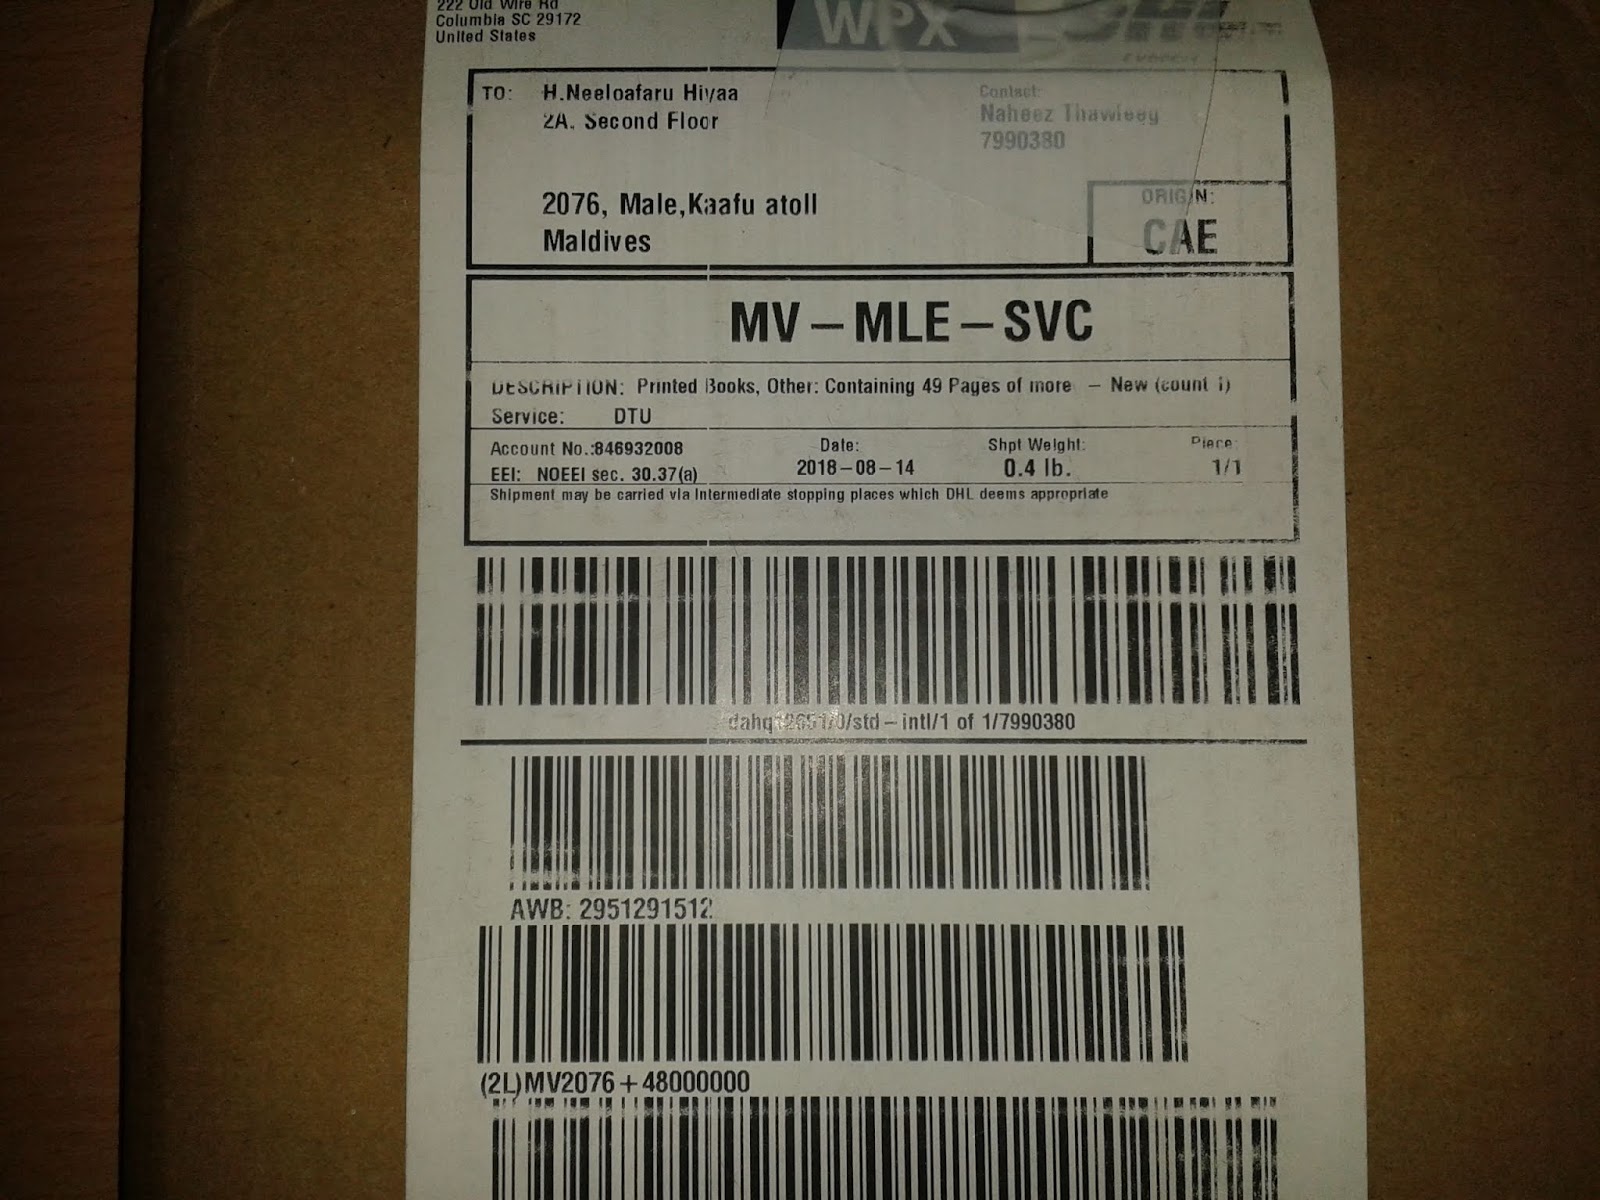 222 Old Wire Rd
Columbia SC 29172
United States
WPX
DHL
TO: H.Neeloafaru Hiyaa
2A, Second Floor
Contact:
Naheez Thawfeeg
7990380
2076, Male,Kaafu atoll
Maldives
ORIGIN:
CAE
MV – MLE – SVC
DESCRIPTION: Printed Books, Other: Containing 49 Pages of more – New (count 1)
Service: DTU
Account No.:846932008
Date:
Shpt Weight:
Piece:
EEI: NOEEI sec. 30.37(a)
2018–08–14
0.4 lb.
1/1
Shipment may be carried via intermediate stopping places which DHL deems appropriate
/std–intl/1 of 1/7990380
AWB: 2951291512
(2L)MV2076+48000000